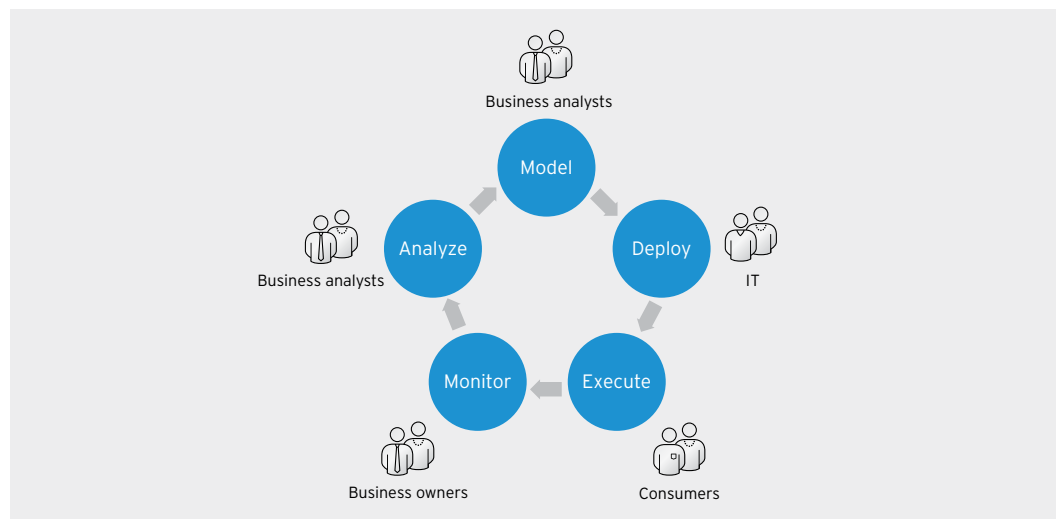 Business analysts
Model
Analyze
Deploy
Business analysts
IT
Monitor
Execute
Business owners
Consumers